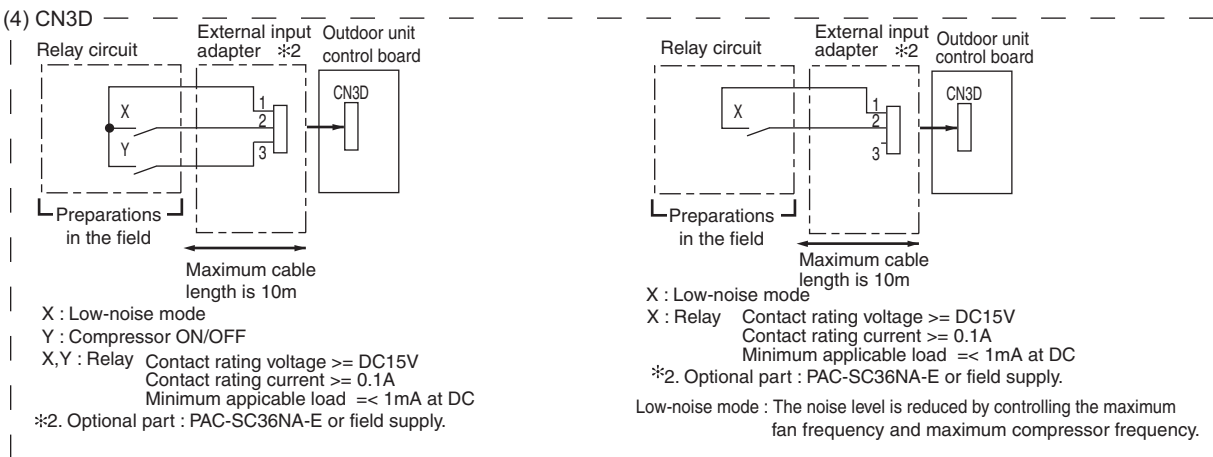 (4) CN3D
Relay circuit
External input
adapter ✻2
Outdoor unit
control board
CN3D
X
Y
1
2
3
Preparations
in the field
Maximum cable
length is 10m
X : Low-noise mode
Y : Compressor ON/OFF
X,Y : Relay Contact rating voltage >= DC15V
Contact rating current >= 0.1A
Minimum appicable load =< 1mA at DC
✻2. Optional part : PAC-SC36NA-E or field supply.
Relay circuit
External input
adapter ✻2
Outdoor unit
control board
CN3D
X
1
2
3
Preparations
in the field
Maximum cable
length is 10m
X : Low-noise mode
X : Relay Contact rating voltage >= DC15V
Contact rating current >= 0.1A
Minimum applicable load =< 1mA at DC
✻2. Optional part : PAC-SC36NA-E or field supply.
Low-noise mode : The noise level is reduced by controlling the maximum
fan frequency and maximum compressor frequency.